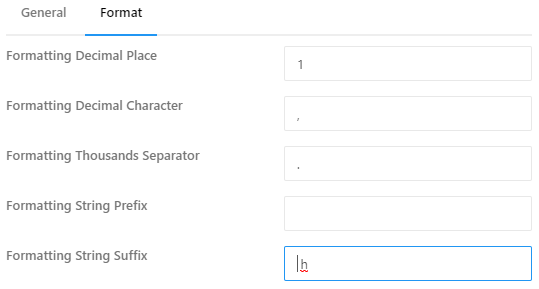 General Format
Formatting Decimal Place 1
Formatting Decimal Character ,
Formatting Thousands Separator .
Formatting String Prefix
Formatting String Suffix h